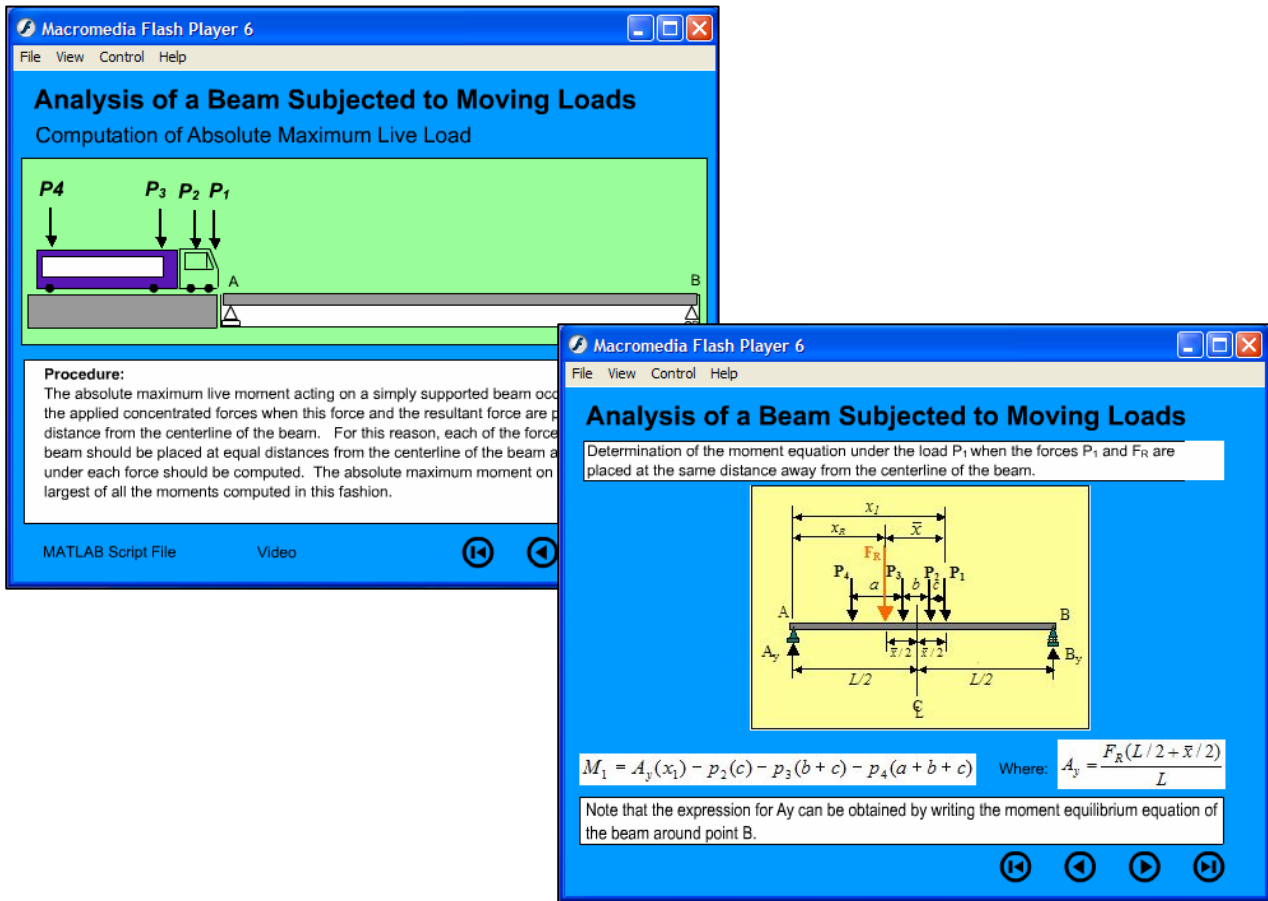 Macromedia Flash Player 6
File View Control Help
Analysis of a Beam Subjected to Moving Loads
Computation of Absolute Maximum Live Load
P4 P3 P2 P1
A B
Procedure:
The absolute maximum live moment acting on a simply supported beam
the applied concentrated forces when this force and the resultant force are
distance from the centerline of the beam. For this reason, each of the force
beam should be placed at equal distances from the centerline of the beam
under each force should be computed. The absolute maximum moment on
largest of all the moments computed in this fashion.
MATLAB Script File Video
Macromedia Flash Player 6
File View Control Help
Analysis of a Beam Subjected to Moving Loads
Determination of the moment equation under the load P1 when the forces P1 and FR are
placed at the same distance away from the centerline of the beam.
x1
xR x̄
FR
P4 P3 P2 P1
a b c
A B
x̄/2 x̄/2
Ay By
L/2 L/2
℄
M1 = Ay(x1) − p2(c) − p3(b + c) − p4(a + b + c) Where: Ay = FR(L/2 + x̄/2) / L
Note that the expression for Ay can be obtained by writing the moment equilibrium equation of
the beam around point B.